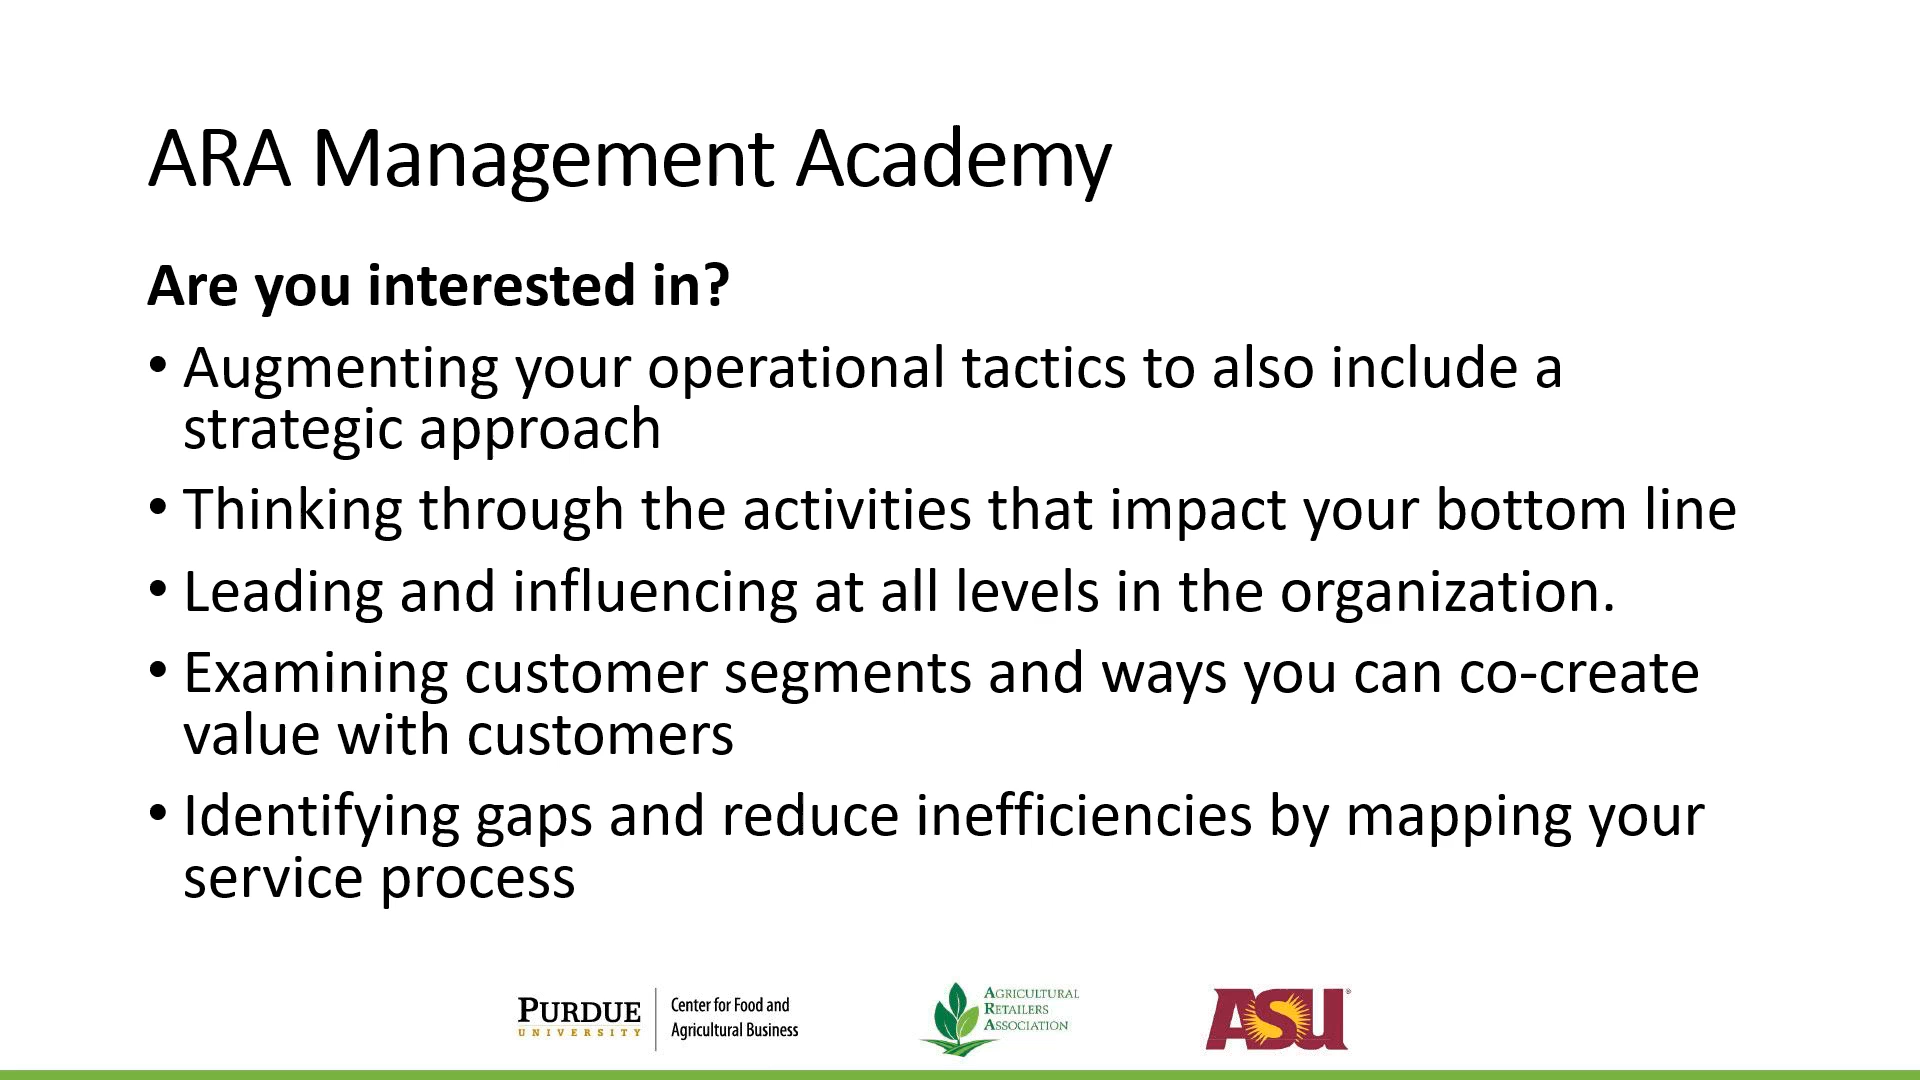 ARA Management Academy
Are you interested in?
• Augmenting your operational tactics to also include a
strategic approach
• Thinking through the activities that impact your bottom line
• Leading and influencing at all levels in the organization.
• Examining customer segments and ways you can co-create
value with customers
• Identifying gaps and reduce inefficiencies by mapping your
service process
PURDUE
UNIVERSITY
Center for Food and
Agricultural Business
AGRICULTURAL
RETAILERS
ASSOCIATION
ASU®